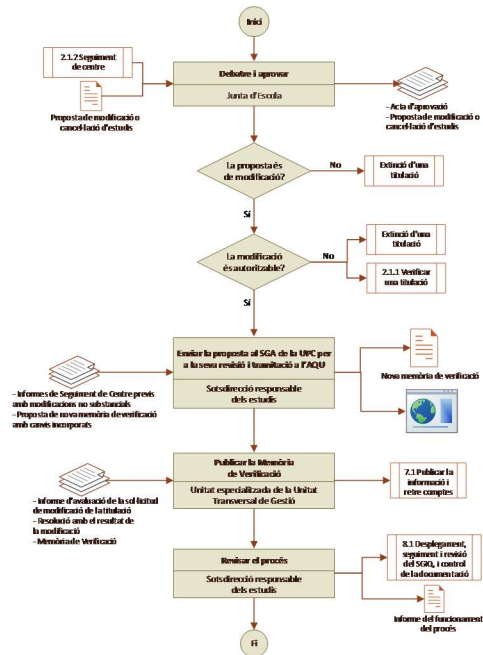 Inici
2.1.2 Seguiment
de centre
Proposta de modificació o
cancel·lació d'estudis
Debatre i aprovar
Junta d'Escola
- Acta d'aprovació
- Proposta de modificació o
cancel·lació d'estudis
La proposta és
de modificació?
No
Extinció d'una
titulació
Sí
La modificació
és autoritzable?
No
Extinció d'una
titulació
2.1.1 Verificar
una titulació
Sí
- Informes de Seguiment de Centre previs
amb modificacions no substancials
- Proposta de nova memòria de verificació
amb canvis incorporats
Enviar la proposta al SGA de la UPC per
a la seva revisió i tramitació a l'AQU
Sotsdirecció responsable
dels estudis
Nova memòria de verificació
- Informe d'avaluació de la sol·licitud
de modificació de la titulació
- Resolució amb el resultat de
la modificació
- Memòria de Verificació
Publicar la Memòria
de Verificació
Unitat especialitzada de la Unitat
Transversal de Gestió
7.1 Publicar la
informació i
retre comptes
Revisar el procés
Sotsdirecció responsable
dels estudis
8.1 Desplegament,
seguiment i revisió
del SGIQ, i control
de la documentació
Informe del funcionament
del procés
Fi